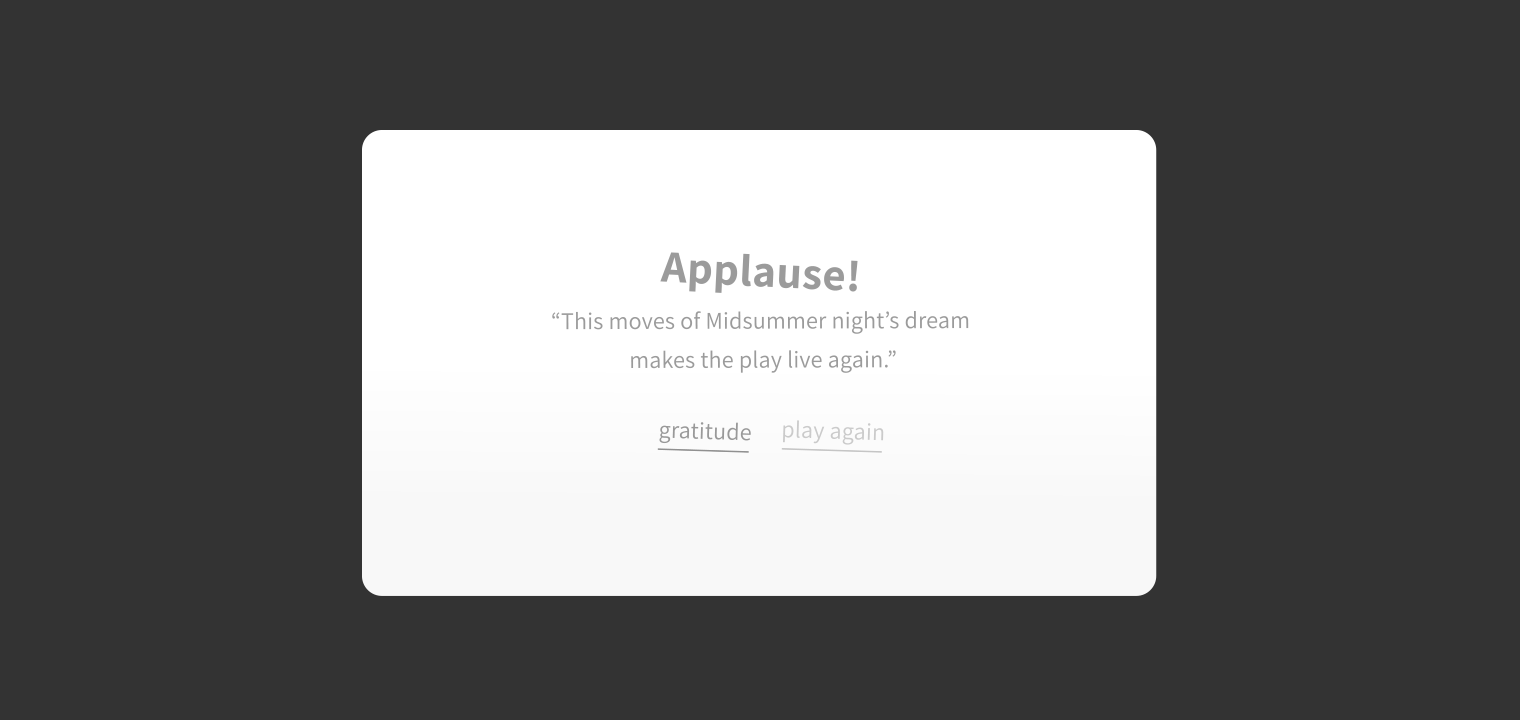 Applause!
“This moves of Midsummer night’s dream
makes the play live again.”
gratitude play again